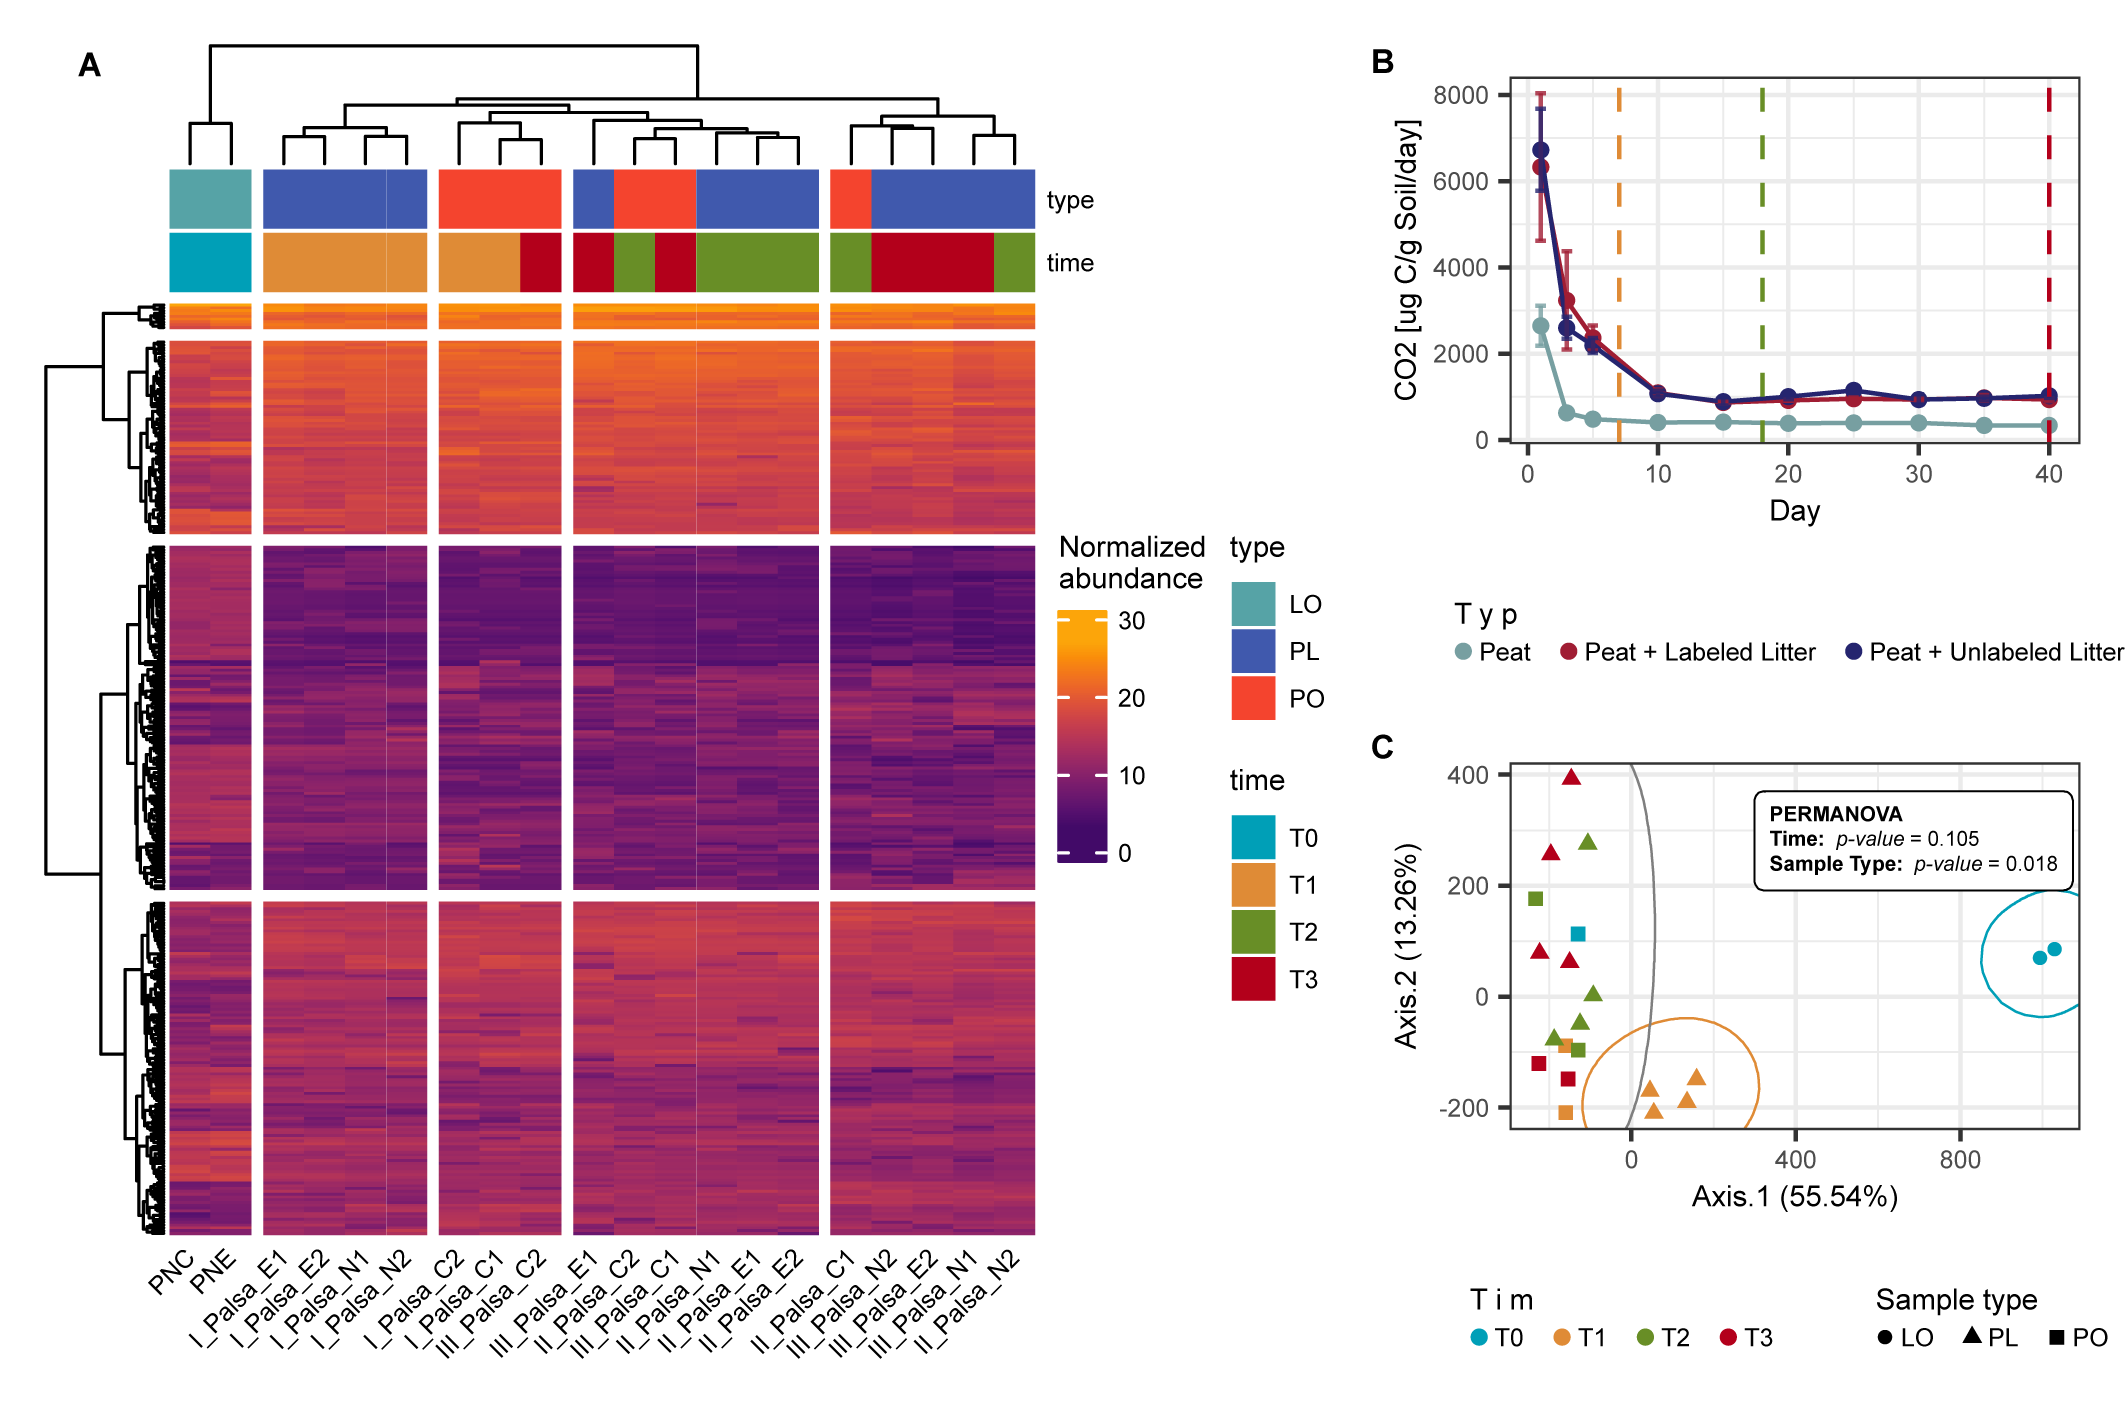 A
type
time
PNC
PNE
I_Palsa_E1
I_Palsa_E2
I_Palsa_N1
I_Palsa_N2
I_Palsa_C2
I_Palsa_C1
III_Palsa_C2
III_Palsa_E1
II_Palsa_C2
III_Palsa_C1
II_Palsa_N1
II_Palsa_E1
II_Palsa_E2
II_Palsa_C1
III_Palsa_N2
III_Palsa_E2
III_Palsa_N1
II_Palsa_N2
Normalized
abundance
30
20
10
0
type
LO
PL
PO
time
T0
T1
T2
T3
B
CO2 [ug C/g Soil/day]
8000
6000
4000
2000
0
0 10 20 30 40
Day
T y p
Peat Peat + Labeled Litter Peat + Unlabeled Litter
C
Axis.2 (13.26%)
400
200
0
-200
PERMANOVA
Time: p-value = 0.105
Sample Type: p-value = 0.018
0 400 800
Axis.1 (55.54%)
T i m
T0 T1 T2 T3
Sample type
LO PL PO